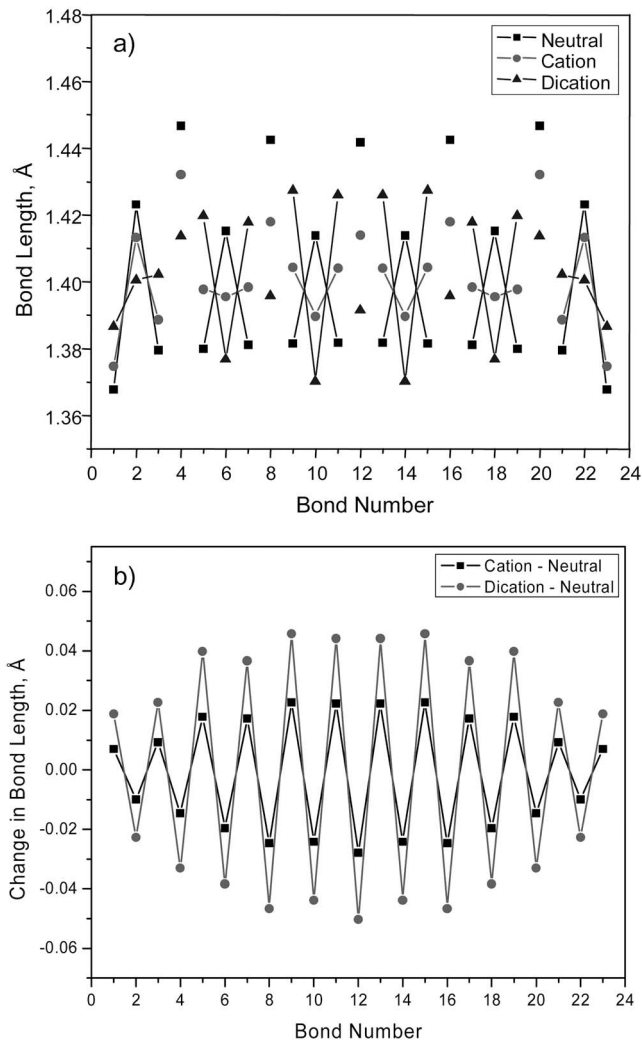 a)
Neutral
Cation
Dication
1.48
1.46
1.44
1.42
1.40
1.38
1.36
Bond Length, Å
0 2 4 6 8 10 12 14 16 18 20 22 24
Bond Number
b)
Cation - Neutral
Dication - Neutral
0.06
0.04
0.02
0.00
-0.02
-0.04
-0.06
Change in Bond Length, Å
0 2 4 6 8 10 12 14 16 18 20 22 24
Bond Number